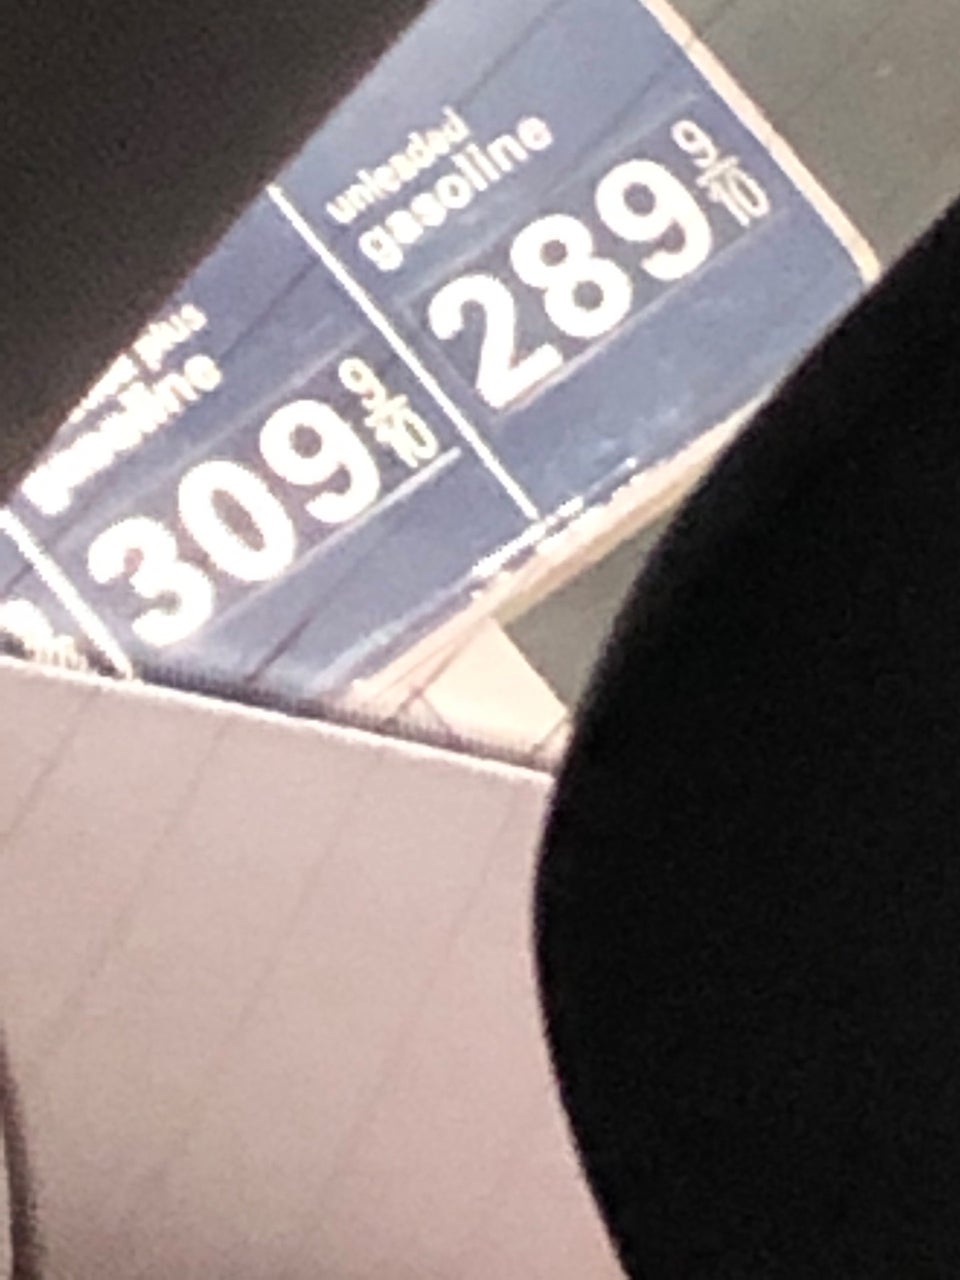 unleaded
gasoline
289 9/10
plus
gasoline
309 9/10